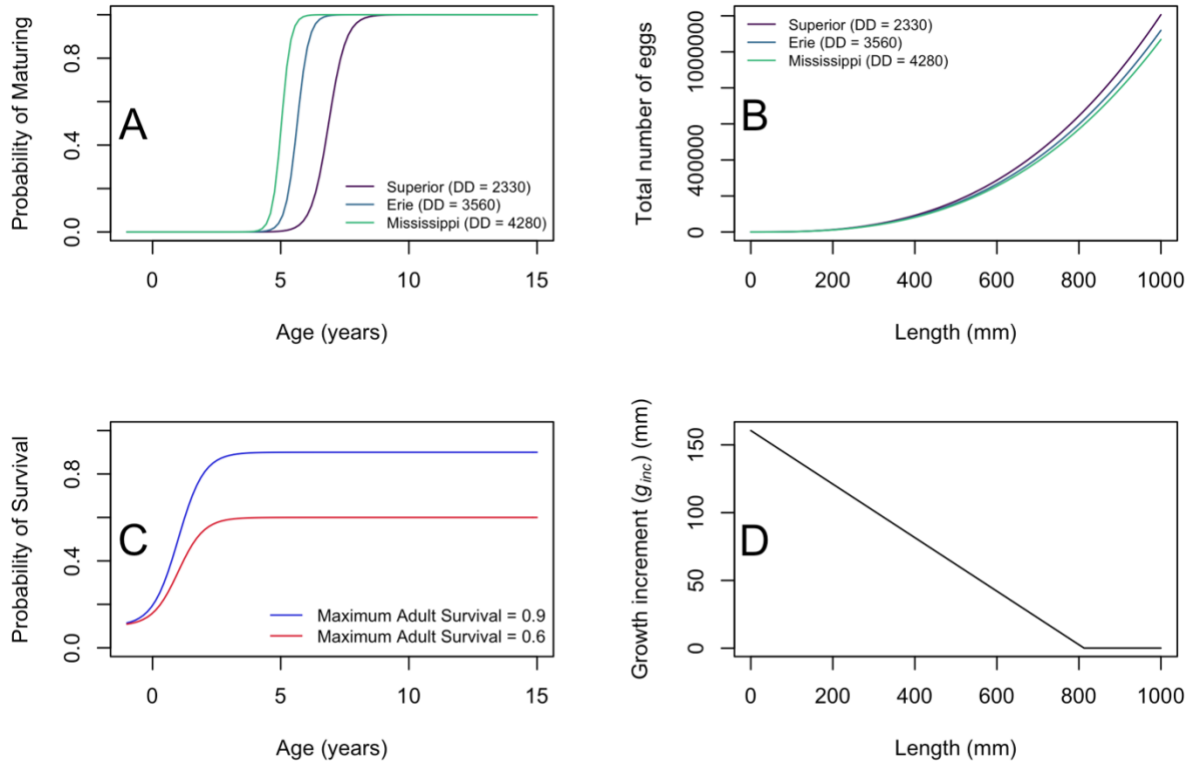 Probability of Maturing
0.8
0.4
0.0
A
Superior (DD = 2330)
Erie (DD = 3560)
Mississippi (DD = 4280)
0 5 10 15
Age (years)
Total number of eggs
1000000
400000
0
B
Superior (DD = 2330)
Erie (DD = 3560)
Mississippi (DD = 4280)
0 200 400 600 800 1000
Length (mm)
Probability of Survival
0.8
0.4
0.0
C
Maximum Adult Survival = 0.9
Maximum Adult Survival = 0.6
0 5 10 15
Age (years)
Growth increment (g inc) (mm)
150
100
50
0
D
0 200 400 600 800 1000
Length (mm)